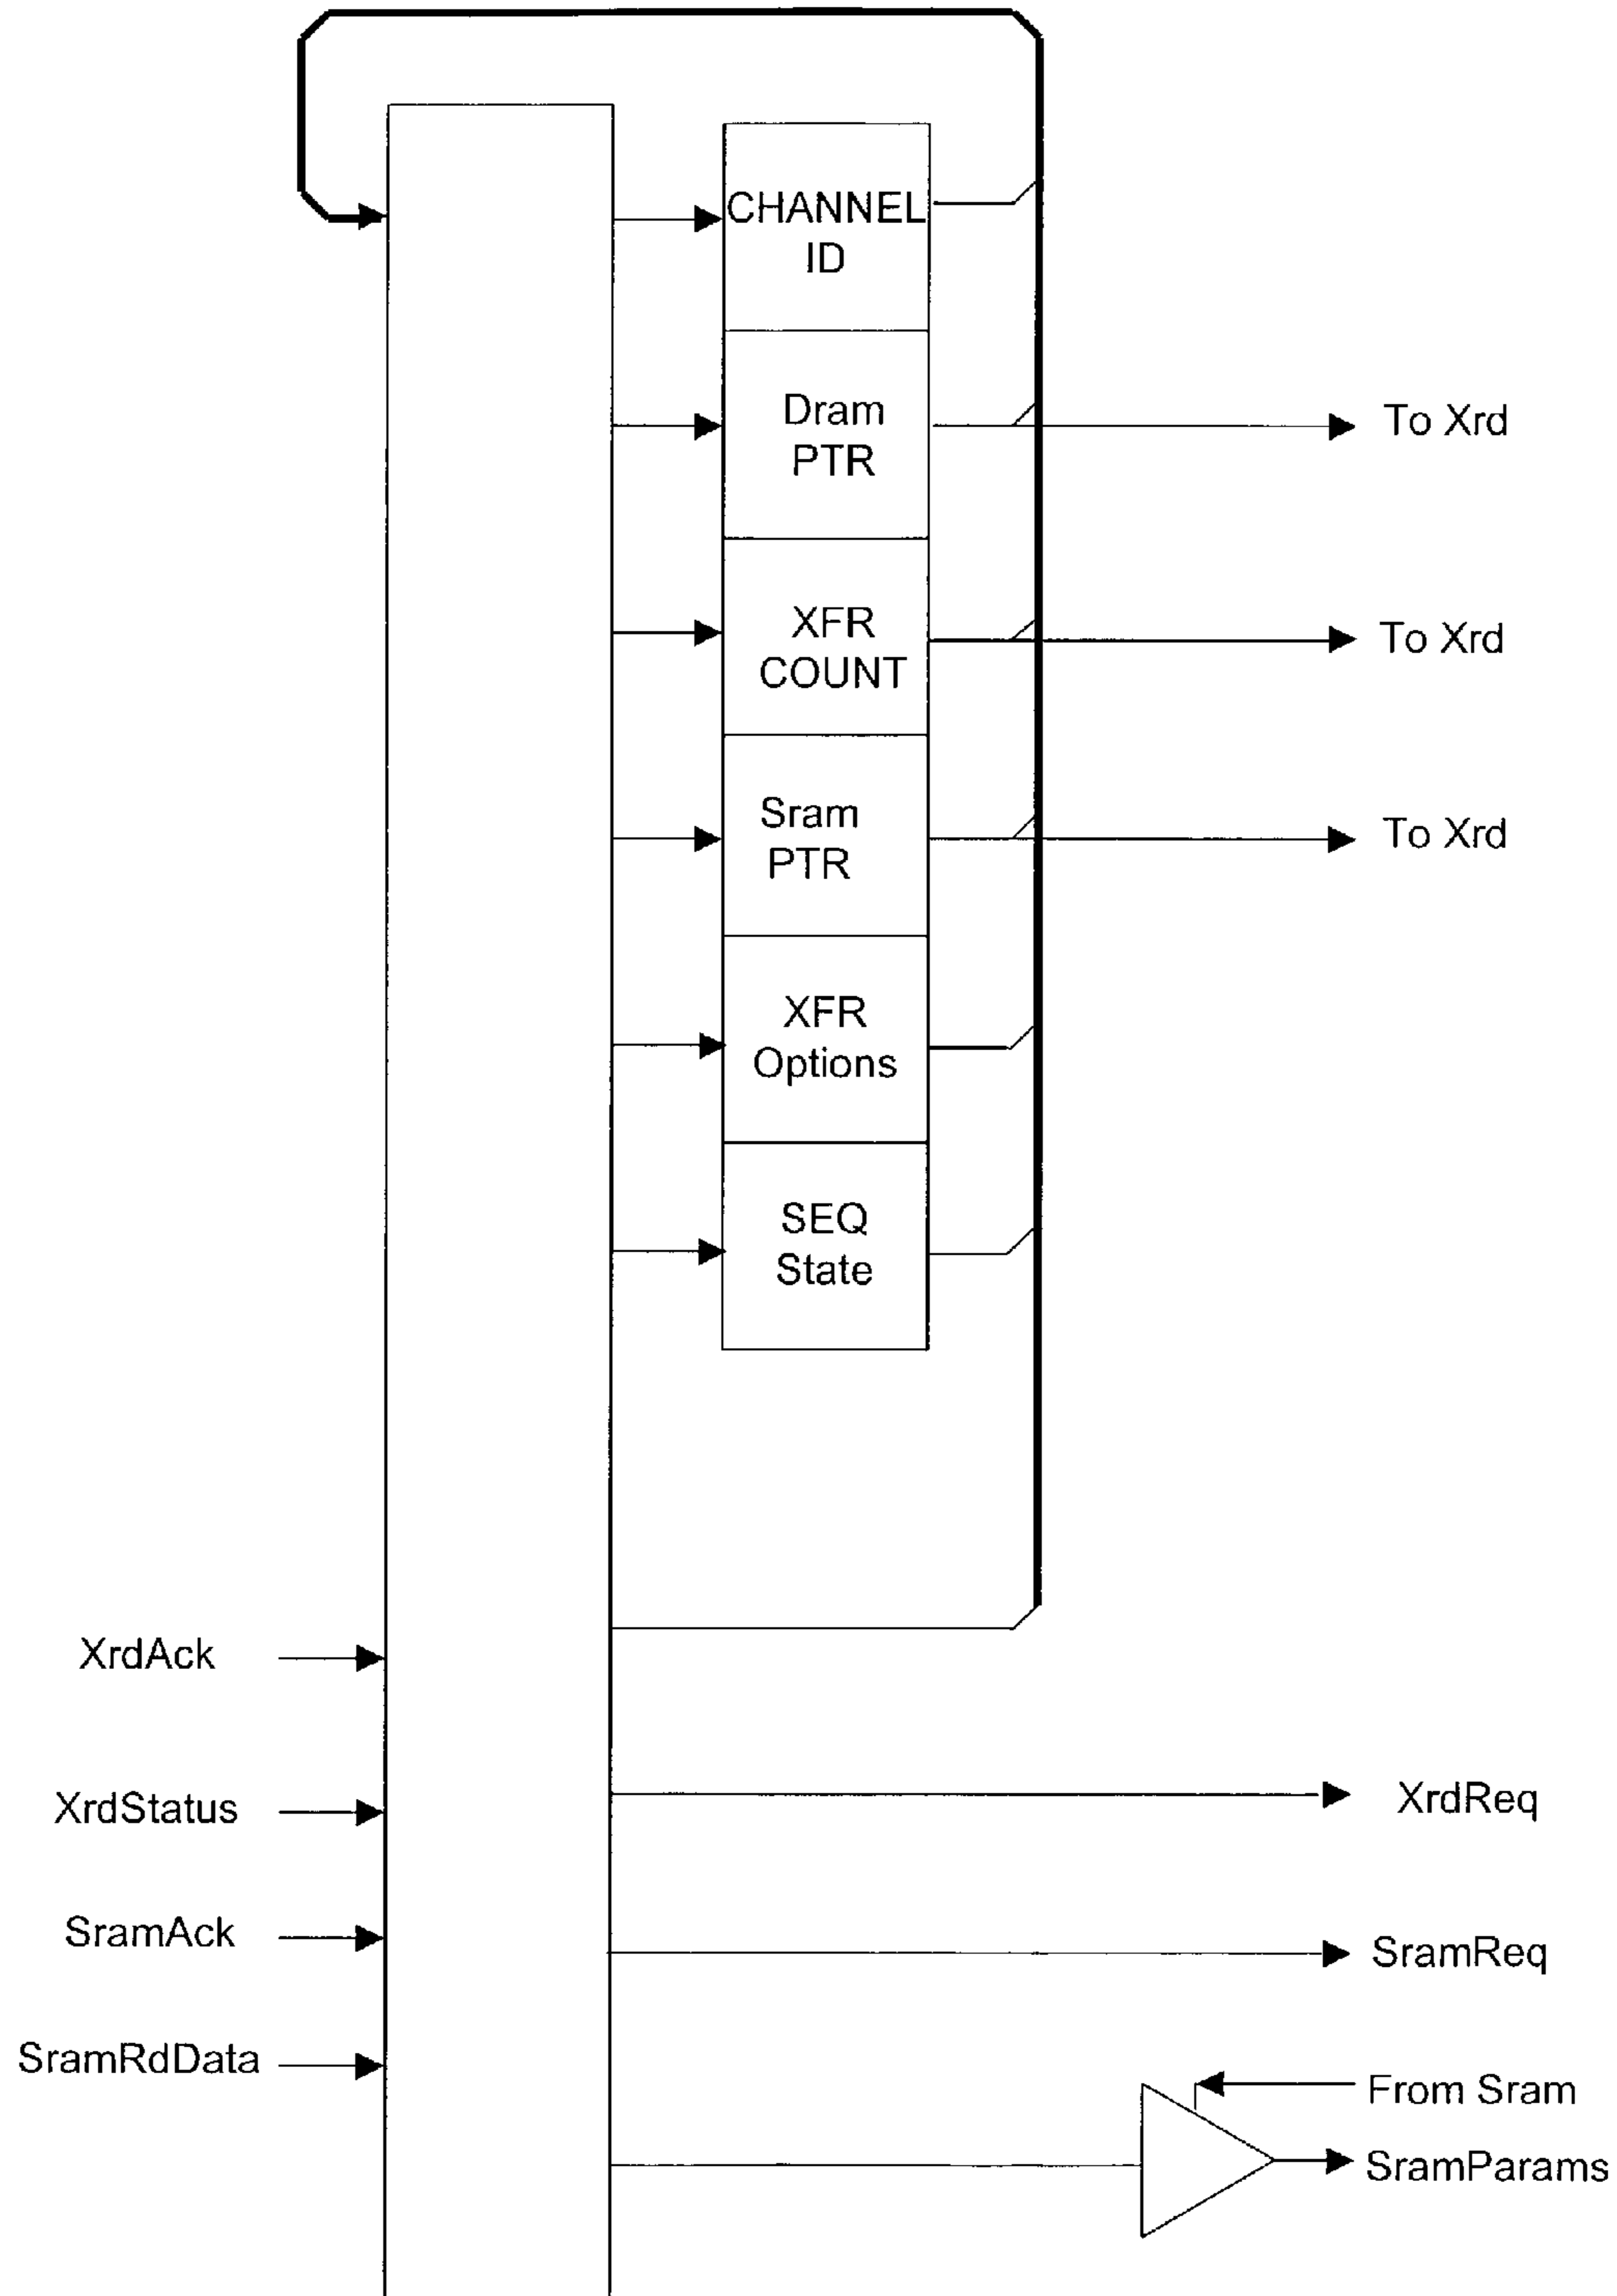 CHANNEL
ID
Dram
PTR
To Xrd
XFR
COUNT
To Xrd
Sram
PTR
To Xrd
XFR
Options
SEQ
State
XrdAck
XrdStatus
XrdReq
SramAck
SramReq
SramRdData
From Sram
SramParams